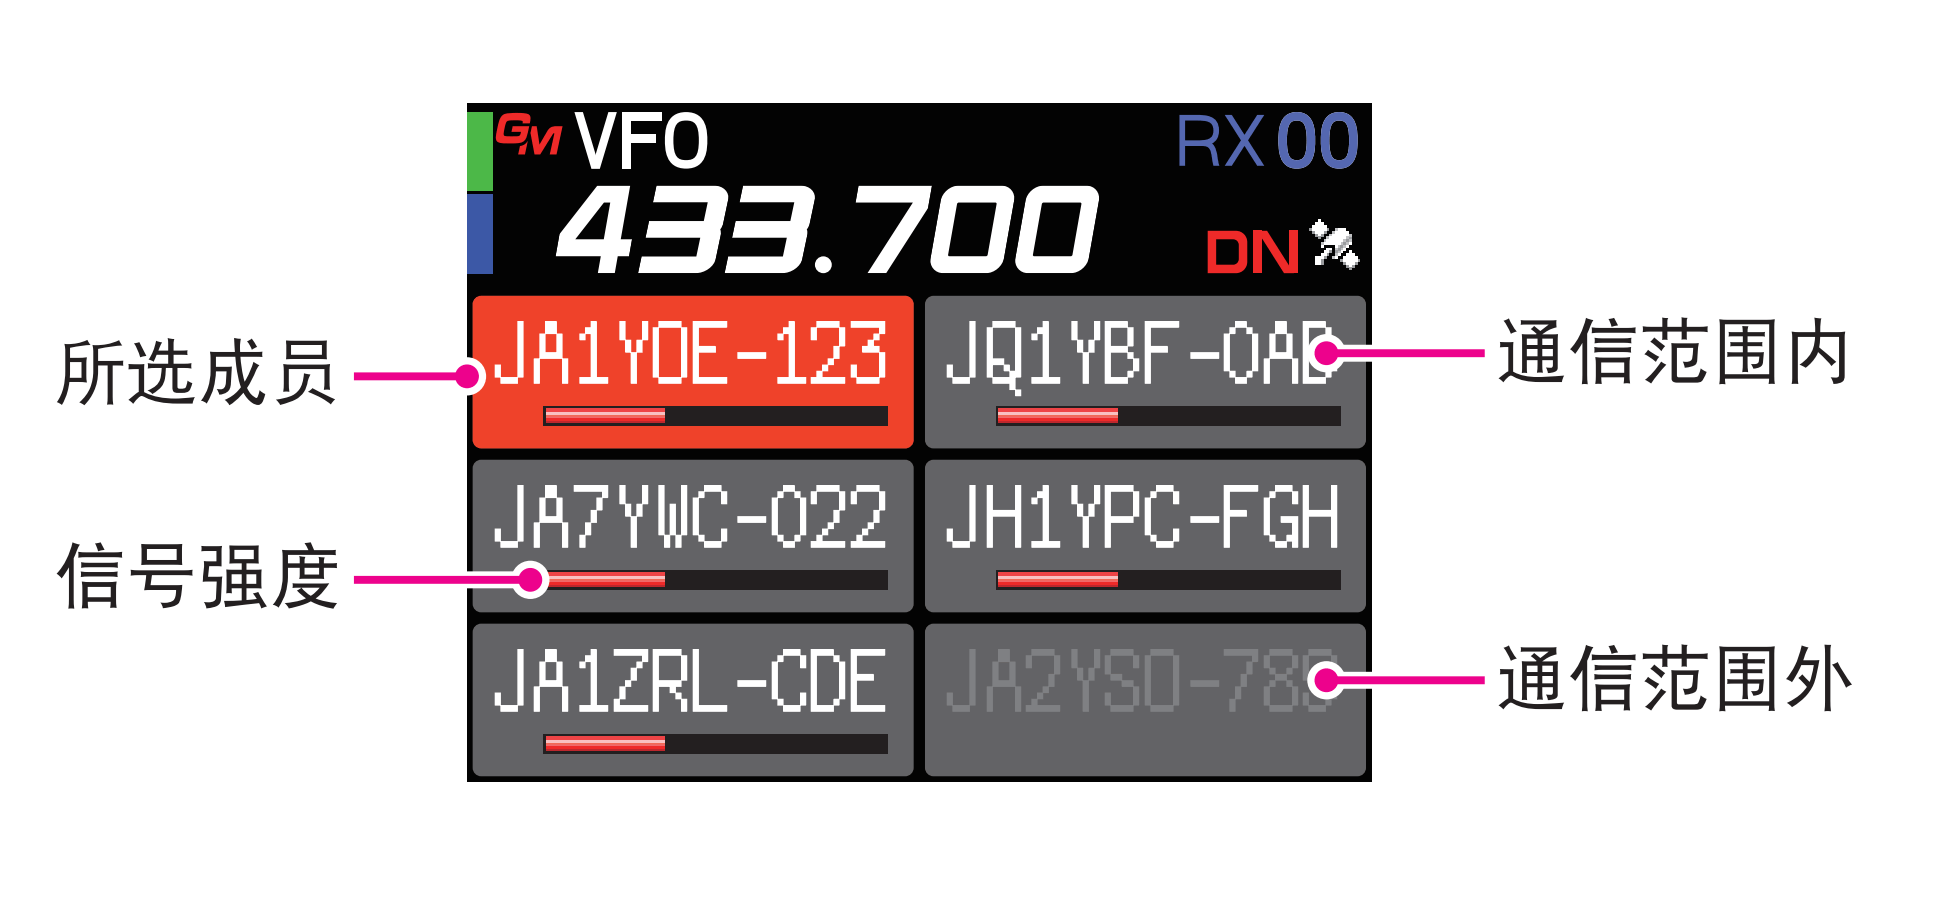 GM VFO RX 00
433.700
DN
所选成员
JA1YOE-123
JQ1YBF-0AB
通信范围内
信号强度
JA7YWC-022
JH1YPC-FGH
JA1ZRL-CDE
通信范围外